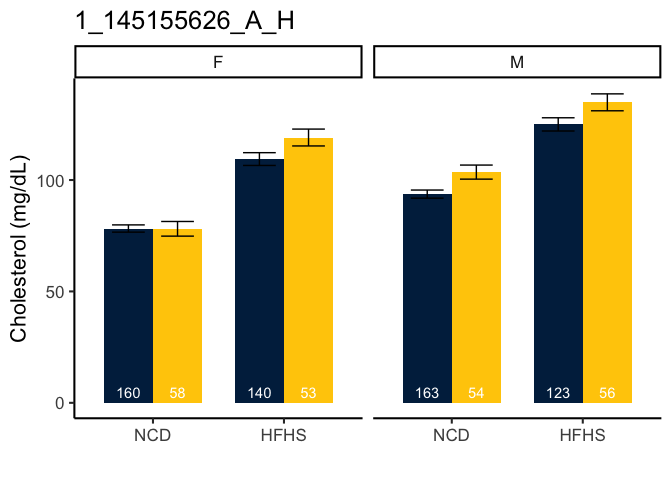 1_145155626_A_H
F M
Cholesterol (mg/dL)
100
50
0
160 58 140 53 163 54 123 56
NCD HFHS NCD HFHS